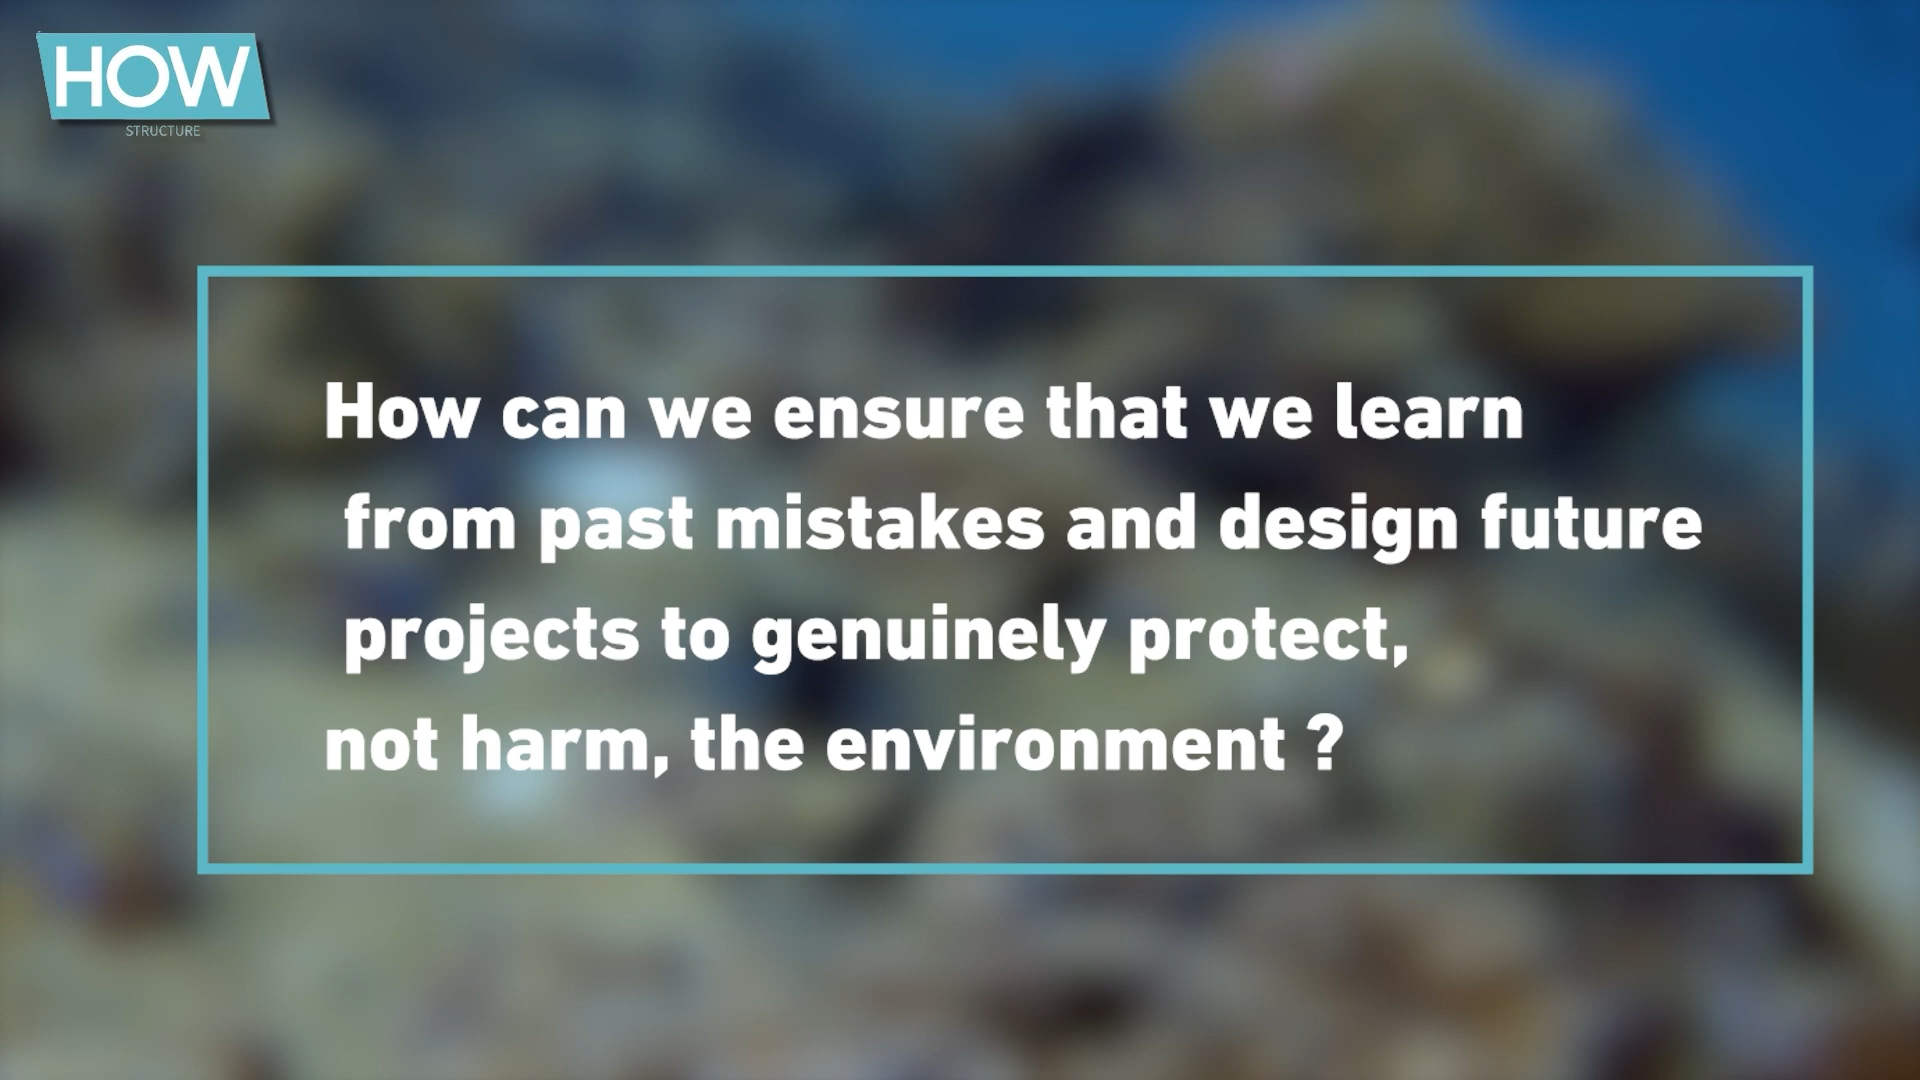 HOW
STRUCTURE
How can we ensure that we learn
from past mistakes and design future
projects to genuinely protect,
not harm, the environment ?